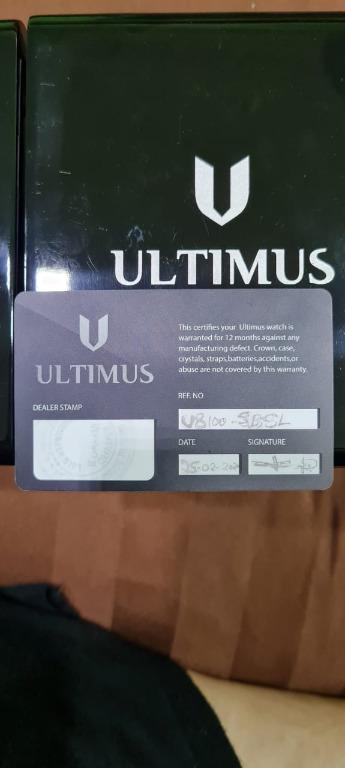 ULTIMUS
ULTIMUS
This certifies your Ultimus watch is
warranted for 12 months against any
manufacturing defect. Crown, case,
crystals, straps,batteries,accidents,or
abuse are not covered by this warranty.
REF. NO
DEALER STAMP
DATE
SIGNATURE